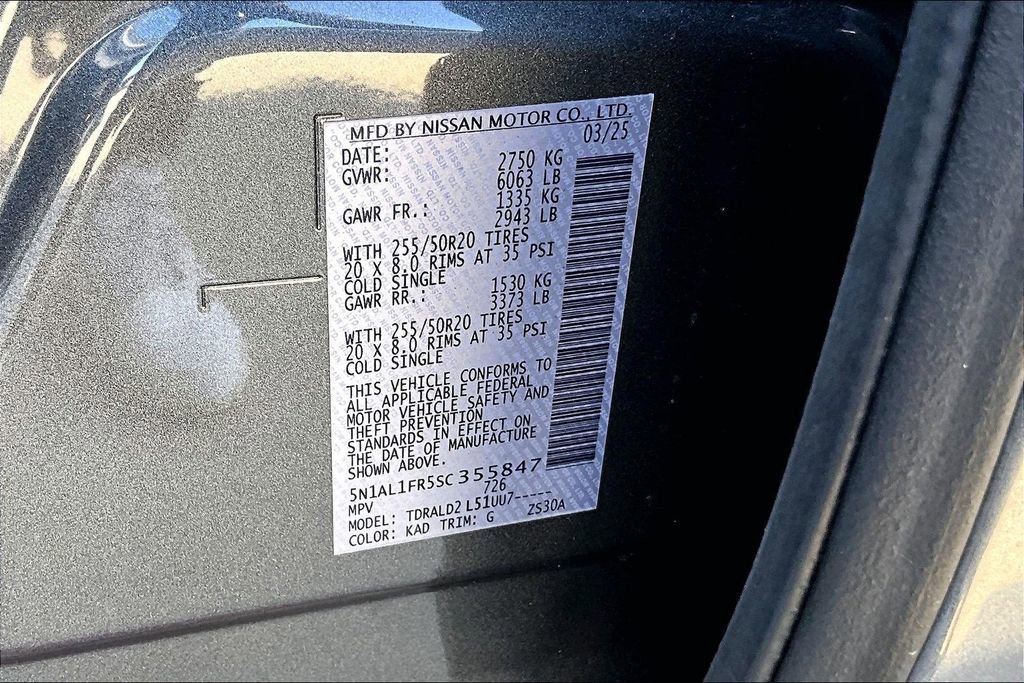 MFD BY NISSAN MOTOR CO., LTD.
DATE: 03/25
GVWR: 2750 KG
6063 LB
GAWR FR.: 1335 KG
2943 LB
WITH 255/50R20 TIRES
20 X 8.0 RIMS AT 35 PSI
COLD SINGLE
GAWR RR.: 1530 KG
3373 LB
WITH 255/50R20 TIRES
20 X 8.0 RIMS AT 35 PSI
COLD SINGLE
THIS VEHICLE CONFORMS TO
ALL APPLICABLE FEDERAL
MOTOR VEHICLE SAFETY AND
THEFT PREVENTION
STANDARDS IN EFFECT ON
THE DATE OF MANUFACTURE
SHOWN ABOVE.
5N1AL1FR5SC355847
MPV 726
MODEL: TDRALD2 L51UU7-----
COLOR: KAD TRIM: G ZS30A